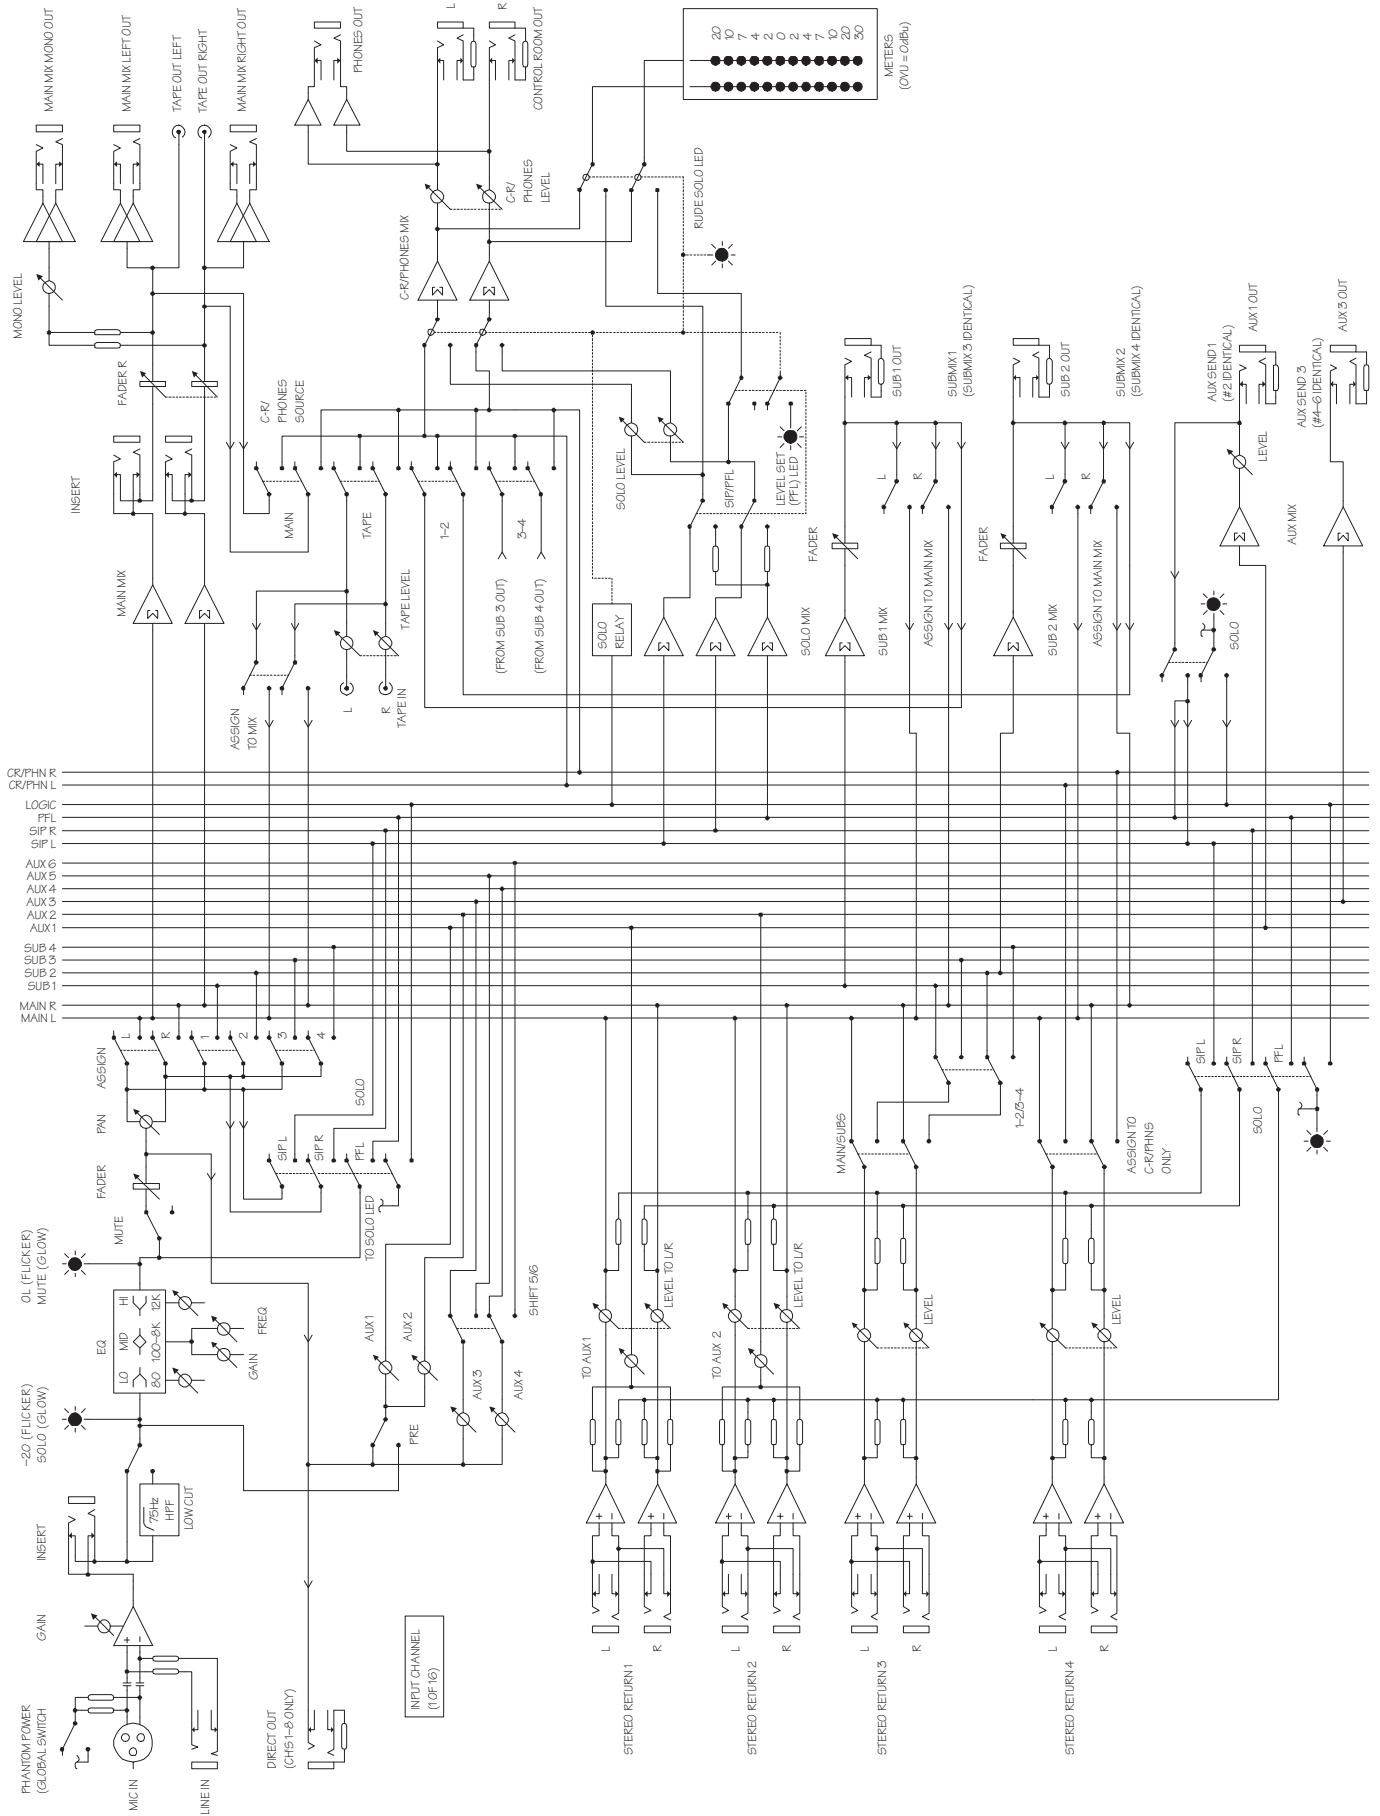 PHANTOM POWER
(GLOBAL SWITCH)
MIC IN
LINE IN
GAIN
INSERT
75Hz
HPF
LOW CUT
-20 (FLICKER)
SOLO (GLOW)
EQ
LO
MID
HI
80
100-8K
12K
GAIN
FREQ
OL (FLICKER)
MUTE (GLOW)
MUTE
FADER
PAN
ASSIGN
L
R
1
2
3
4
SIP L
SIP R
PFL
SOLO
TO SOLO LED
DIRECT OUT
(CH'S 1-8 ONLY)
INPUT CHANNEL
(1 OF 16)
PRE
AUX 1
AUX 2
AUX 3
AUX 4
SHIFT 5/6
STEREO RETURN 1
L
R
TO AUX 1
LEVEL TO L/R
STEREO RETURN 2
L
R
TO AUX 2
LEVEL TO L/R
STEREO RETURN 3
L
R
LEVEL
MAIN/SUBS
1-2/3-4
STEREO RETURN 4
L
R
LEVEL
ASSIGN TO
C-R/PHNS
ONLY
SOLO
SIP L
SIP R
PFL
CR/PHN R
CR/PHN L
LOGIC
PFL
SIP R
SIP L
AUX 6
AUX 5
AUX 4
AUX 3
AUX 2
AUX 1
SUB 4
SUB 3
SUB 2
SUB 1
MAIN R
MAIN L
MAIN MIX
Σ
Σ
INSERT
FADER R
MONO LEVEL
MAIN MIX MONO OUT
MAIN MIX LEFT OUT
TAPE OUT LEFT
TAPE OUT RIGHT
MAIN MIX RIGHT OUT
ASSIGN
TO MIX
L
R
TAPE IN
TAPE LEVEL
C-R/
PHONES
SOURCE
MAIN
TAPE
1-2
3-4
(FROM SUB 3 OUT)
(FROM SUB 4 OUT)
C-R/PHONES MIX
Σ
Σ
C-R/
PHONES
LEVEL
PHONES OUT
L
R
CONTROL ROOM OUT
SOLO
RELAY
Σ
Σ
Σ
SOLO MIX
SOLO LEVEL
SIP/PFL
LEVEL SET
(PFL) LED
RUDE SOLO LED
20
10
7
4
2
0
2
4
7
10
20
30
METERS
(0VU = 0dBu)
Σ
SUB 1 MIX
FADER
SUB 1 OUT
L
R
ASSIGN TO MAIN MIX
SUBMIX 1
(SUBMIX 3 IDENTICAL)
Σ
SUB 2 MIX
FADER
SUB 2 OUT
L
R
ASSIGN TO MAIN MIX
SUBMIX 2
(SUBMIX 4 IDENTICAL)
SOLO
Σ
Σ
AUX MIX
LEVEL
AUX SEND 1
(#2 IDENTICAL)
AUX 1 OUT
AUX SEND 3
(#4-6 IDENTICAL)
AUX 3 OUT